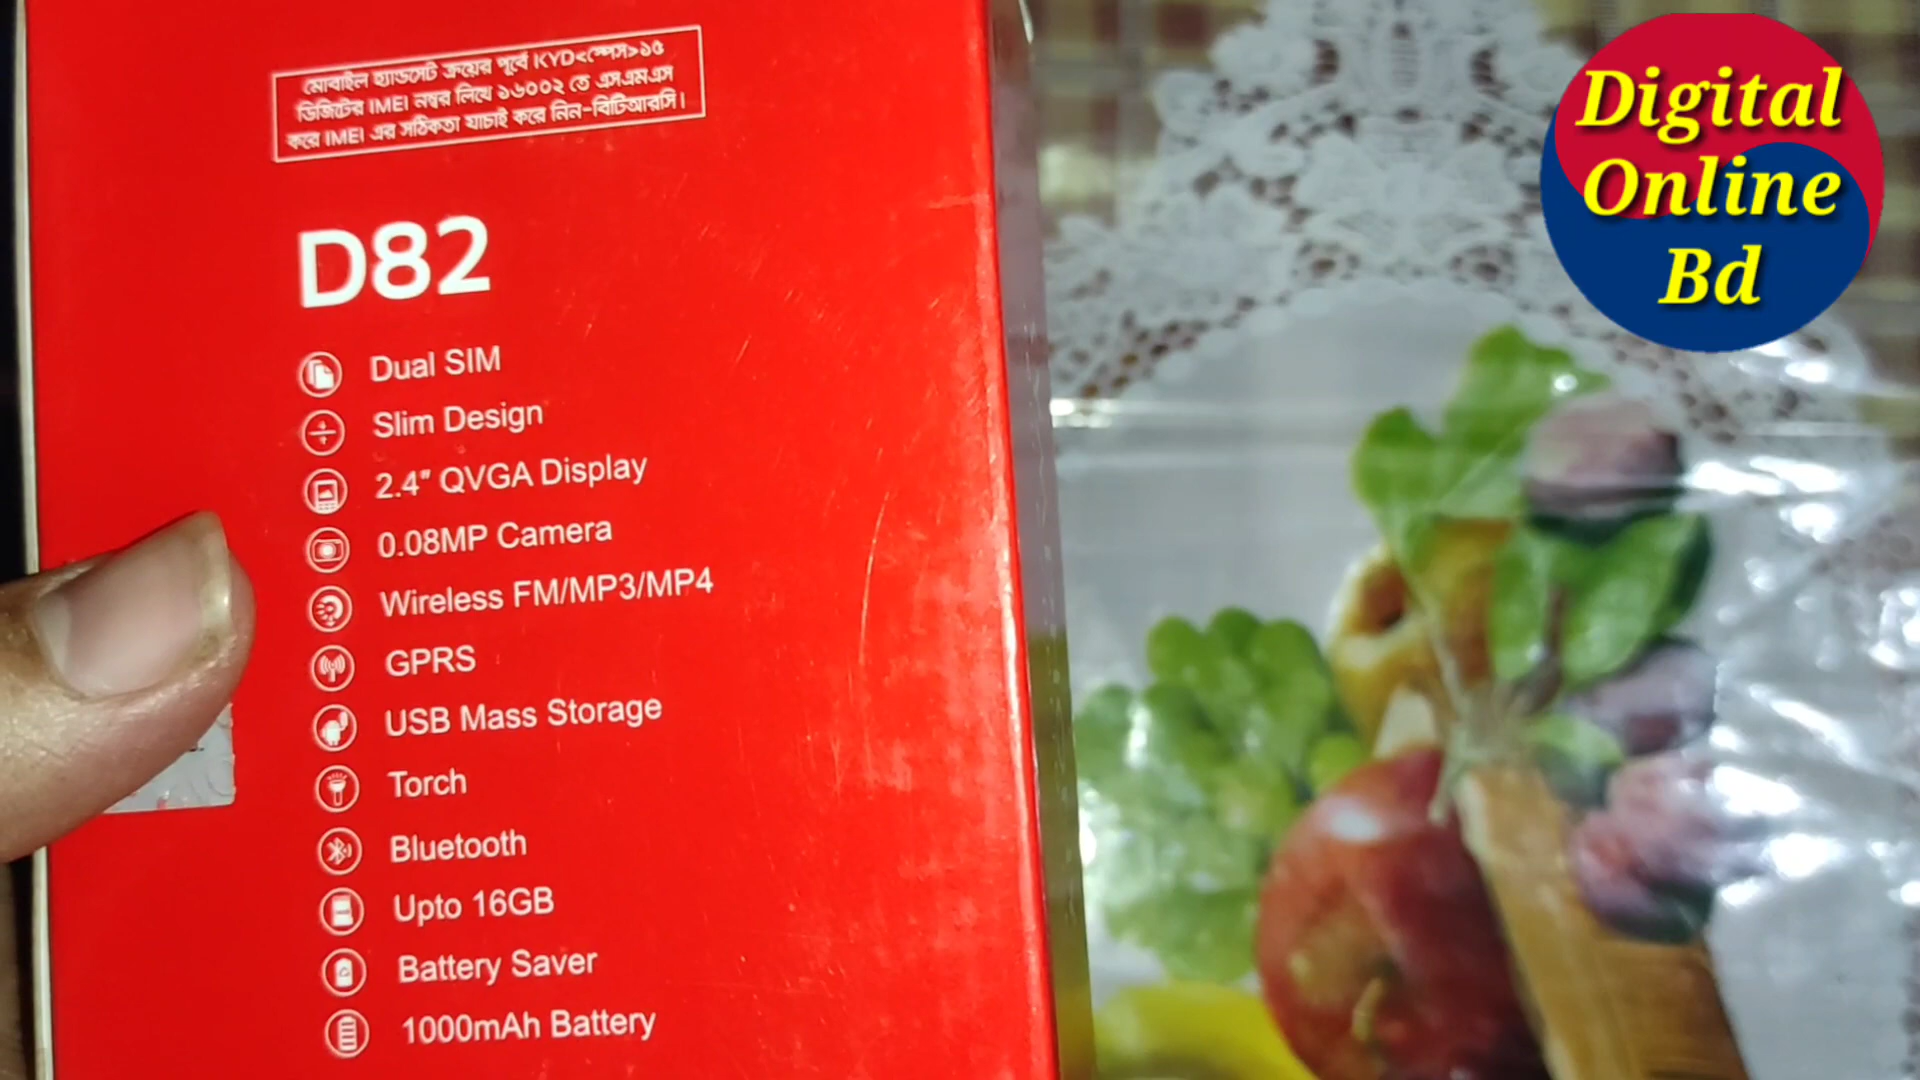 মোবাইল হ্যান্ডসেট ক্রয়ের পূর্বে KYD<স্পেস>১৫
ডিজিটের IMEI নম্বর লিখে ১৬০০২ তে এসএমএস
করে IMEI এর সঠিকতা যাচাই করে নিন-বিটিআরসি।
D82
Dual SIM
Slim Design
2.4" QVGA Display
0.08MP Camera
Wireless FM/MP3/MP4
GPRS
USB Mass Storage
Torch
Bluetooth
Upto 16GB
Battery Saver
1000mAh Battery
Digital
Online
Bd